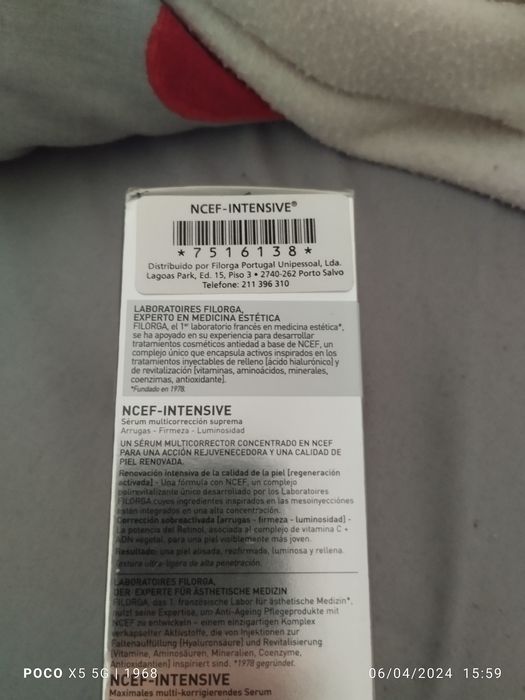 NCEF-INTENSIVE®
*7516138*
Distribuido por Filorga Portugal Unipessoal, Lda.
Lagoas Park, Ed. 15, Piso 3 • 2740-262 Porto Salvo
Telefone: 211 396 310
LABORATOIRES FILORGA,
EXPERTO EN MEDICINA ESTÉTICA
FILORGA, el 1er laboratorio francés en medicina estética*,
se ha apoyado en su experiencia para desarrollar
tratamientos cosméticos antiedad a base de NCEF, un
complejo único que encapsula activos inspirados en los
tratamientos inyectables de relleno [ácido hialurónico] y
de revitalización [vitaminas, aminoácidos, minerales,
coenzimas, antioxidante].
*Fundado en 1978.
NCEF-INTENSIVE
Sérum multicorrección suprema
Arrugas - Firmeza - Luminosidad
UN SÉRUM MULTICORRECTOR CONCENTRADO EN NCEF
PARA UNA ACCIÓN REJUVENECEDORA Y UNA CALIDAD DE
PIEL RENOVADA.
Renovación intensiva de la calidad de la piel [regeneración
activada] - Una fórmula con NCEF, un complejo
polirevitalizante único desarrollado por los Laboratoires
FILORGA cuyos ingredientes inspirados en las mesoinyecciones
están integrados en una alta concentración.
Corrección sobreactivada [arrugas - firmeza - luminosidad] -
La potencia del Retinol, asociada al complejo de vitamina C +
ADN vegetal, para una piel visiblemente más joven.
Resultado: una piel alisada, reafirmada, luminosa y rellena.
Textura ultra-ligera de alta penetración.
LABORATOIRES FILORGA,
DER EXPERTE FÜR ÄSTHETISCHE MEDIZIN
FILORGA, das 1. französische Labor für ästhetische Medizin*,
nutzt seine Expertise, um Anti-Ageing Pflegeprodukte mit
NCEF zu entwickeln - einem einzigartigen Komplex
verkapselter Aktivstoffe, die von Injektionen zur
Faltenauffüllung [Hyaluronsäure] und Revitalisierung
[Vitamine, Aminosäuren, Mineralien, Coenzyme,
Antioxidantien] inspiriert sind. *1978 gegründet.
NCEF-INTENSIVE
Maximales multi-korrigierendes Serum
POCO X5 5G | 1968
06/04/2024 15:59